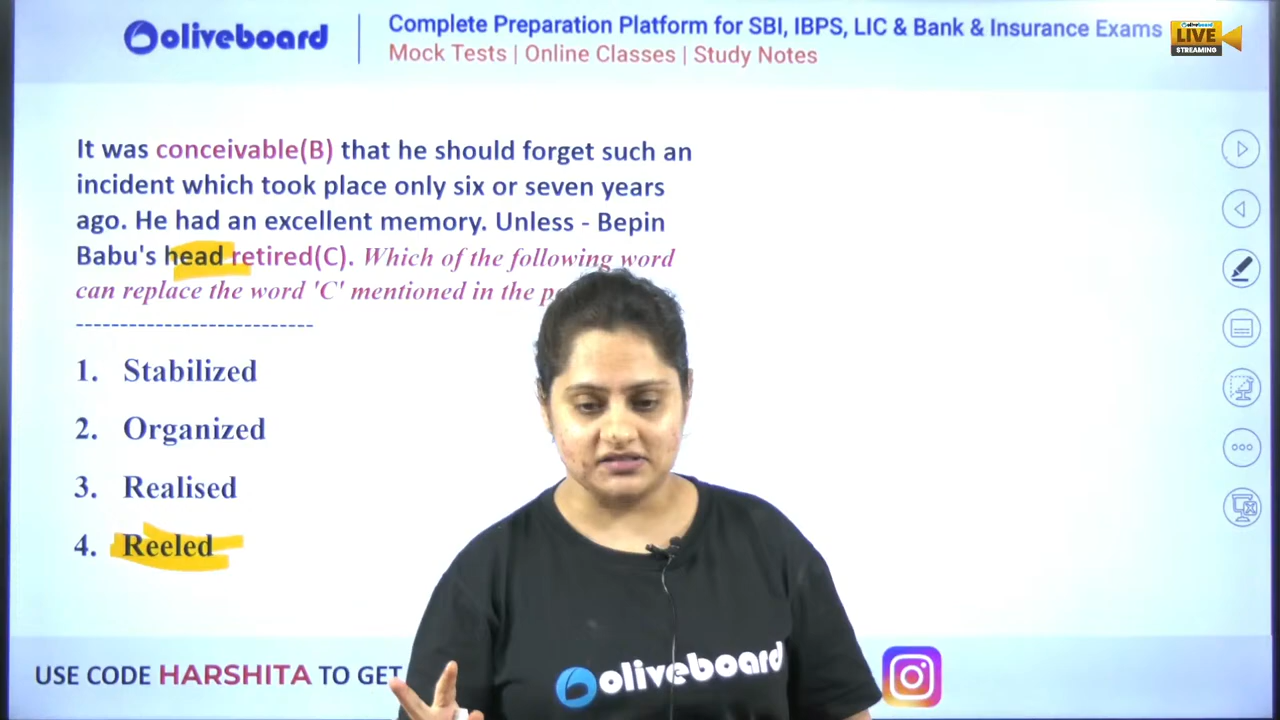 oliveboard
Complete Preparation Platform for SBI, IBPS, LIC & Bank & Insurance Exams
Mock Tests | Online Classes | Study Notes
oliveboard
LIVE
STREAMING
It was conceivable(B) that he should forget such an
incident which took place only six or seven years
ago. He had an excellent memory. Unless - Bepin
Babu's head retired(C). Which of the following word
can replace the word 'C' mentioned in the
--------------------------
1. Stabilized
2. Organized
3. Realised
4. Reeled
oliveboard
USE CODE HARSHITA TO GET